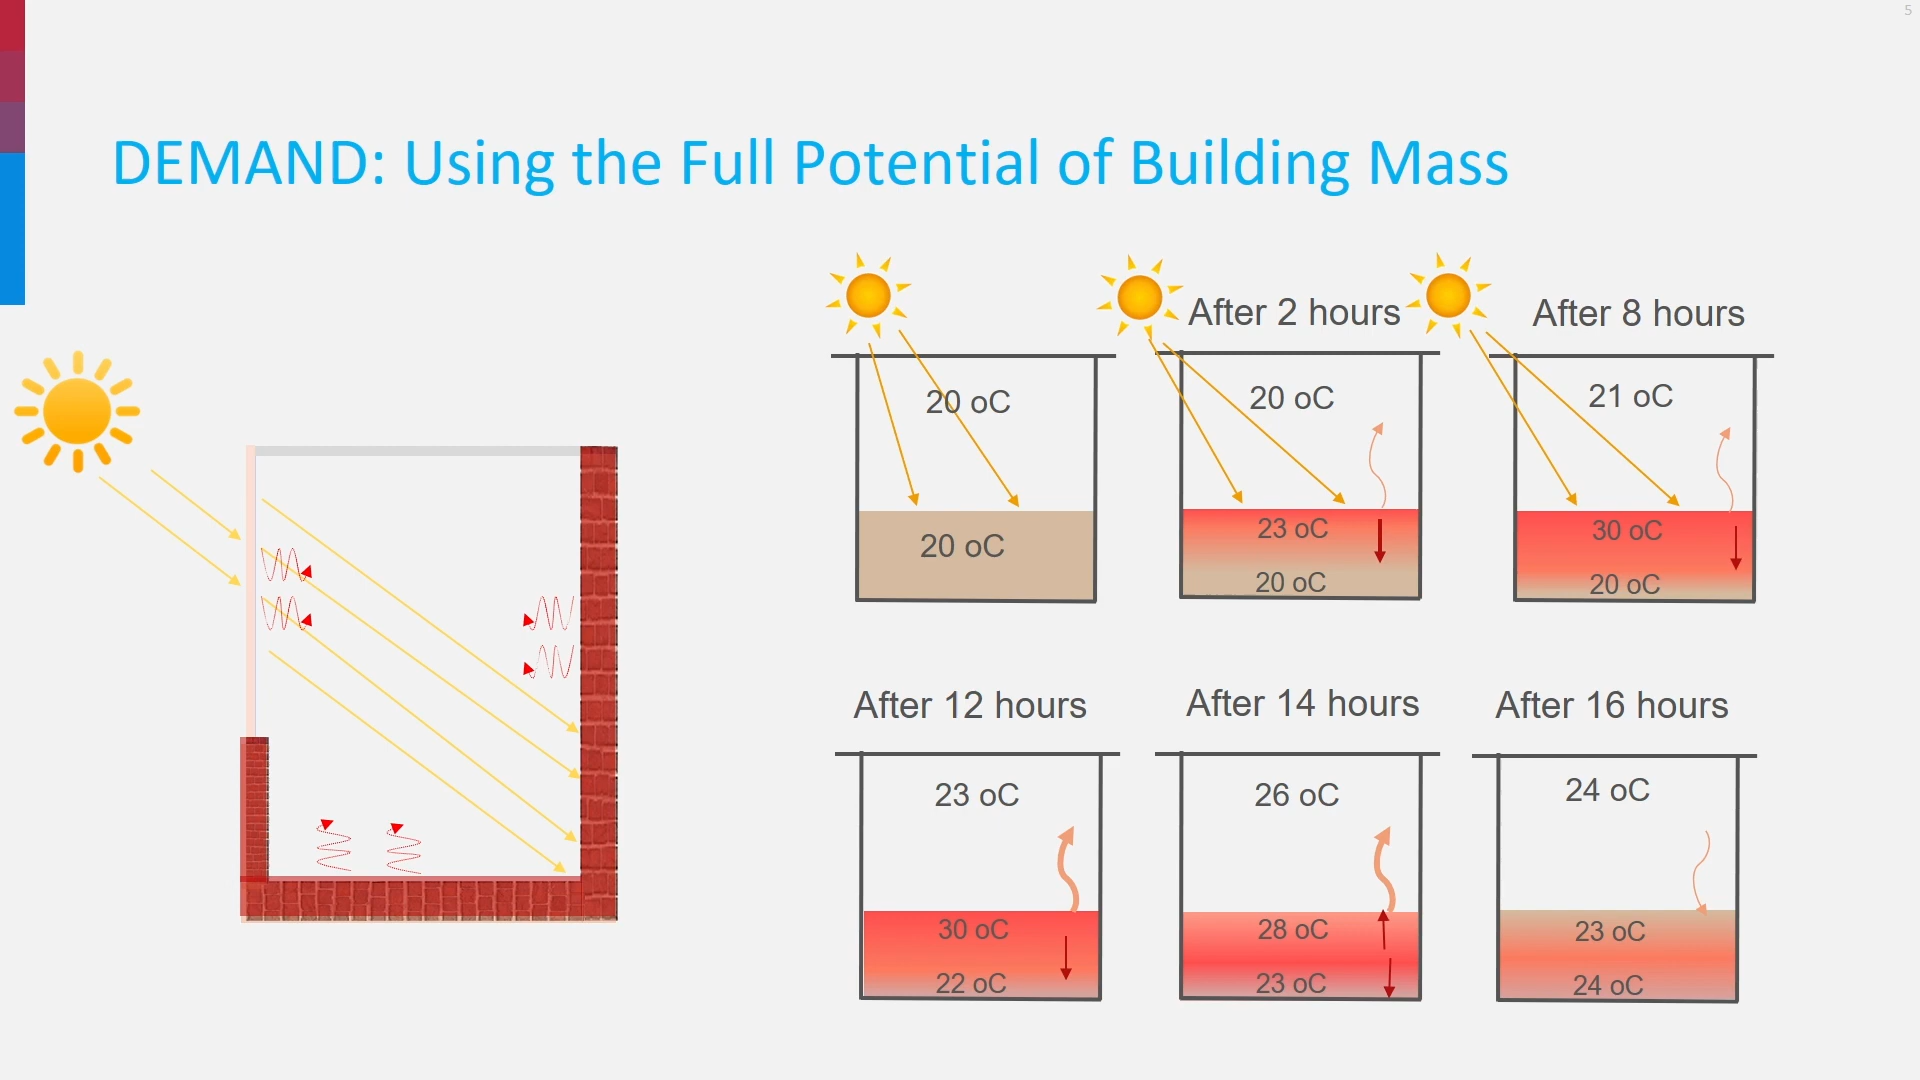 5
DEMAND: Using the Full Potential of Building Mass
20 oC
20 oC
After 2 hours
20 oC
23 oC
20 oC
After 8 hours
21 oC
30 oC
20 oC
After 12 hours
23 oC
30 oC
22 oC
After 14 hours
26 oC
28 oC
23 oC
After 16 hours
24 oC
23 oC
24 oC